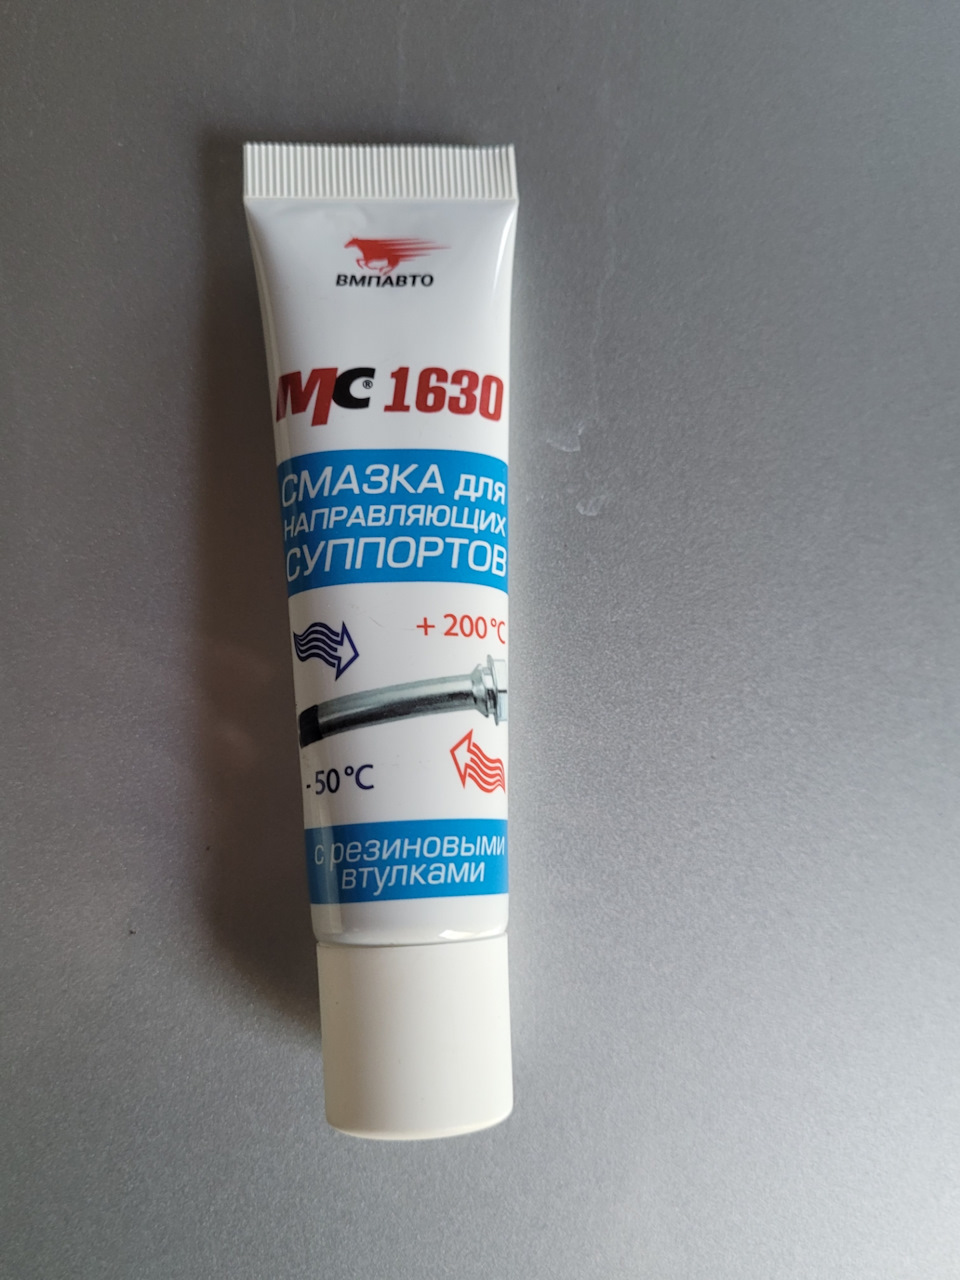 ВМПАВТО
МС® 1630
СМАЗКА для
НАПРАВЛЯЮЩИХ
СУППОРТОВ
+ 200 °C
- 50 °C
с резиновыми
втулками